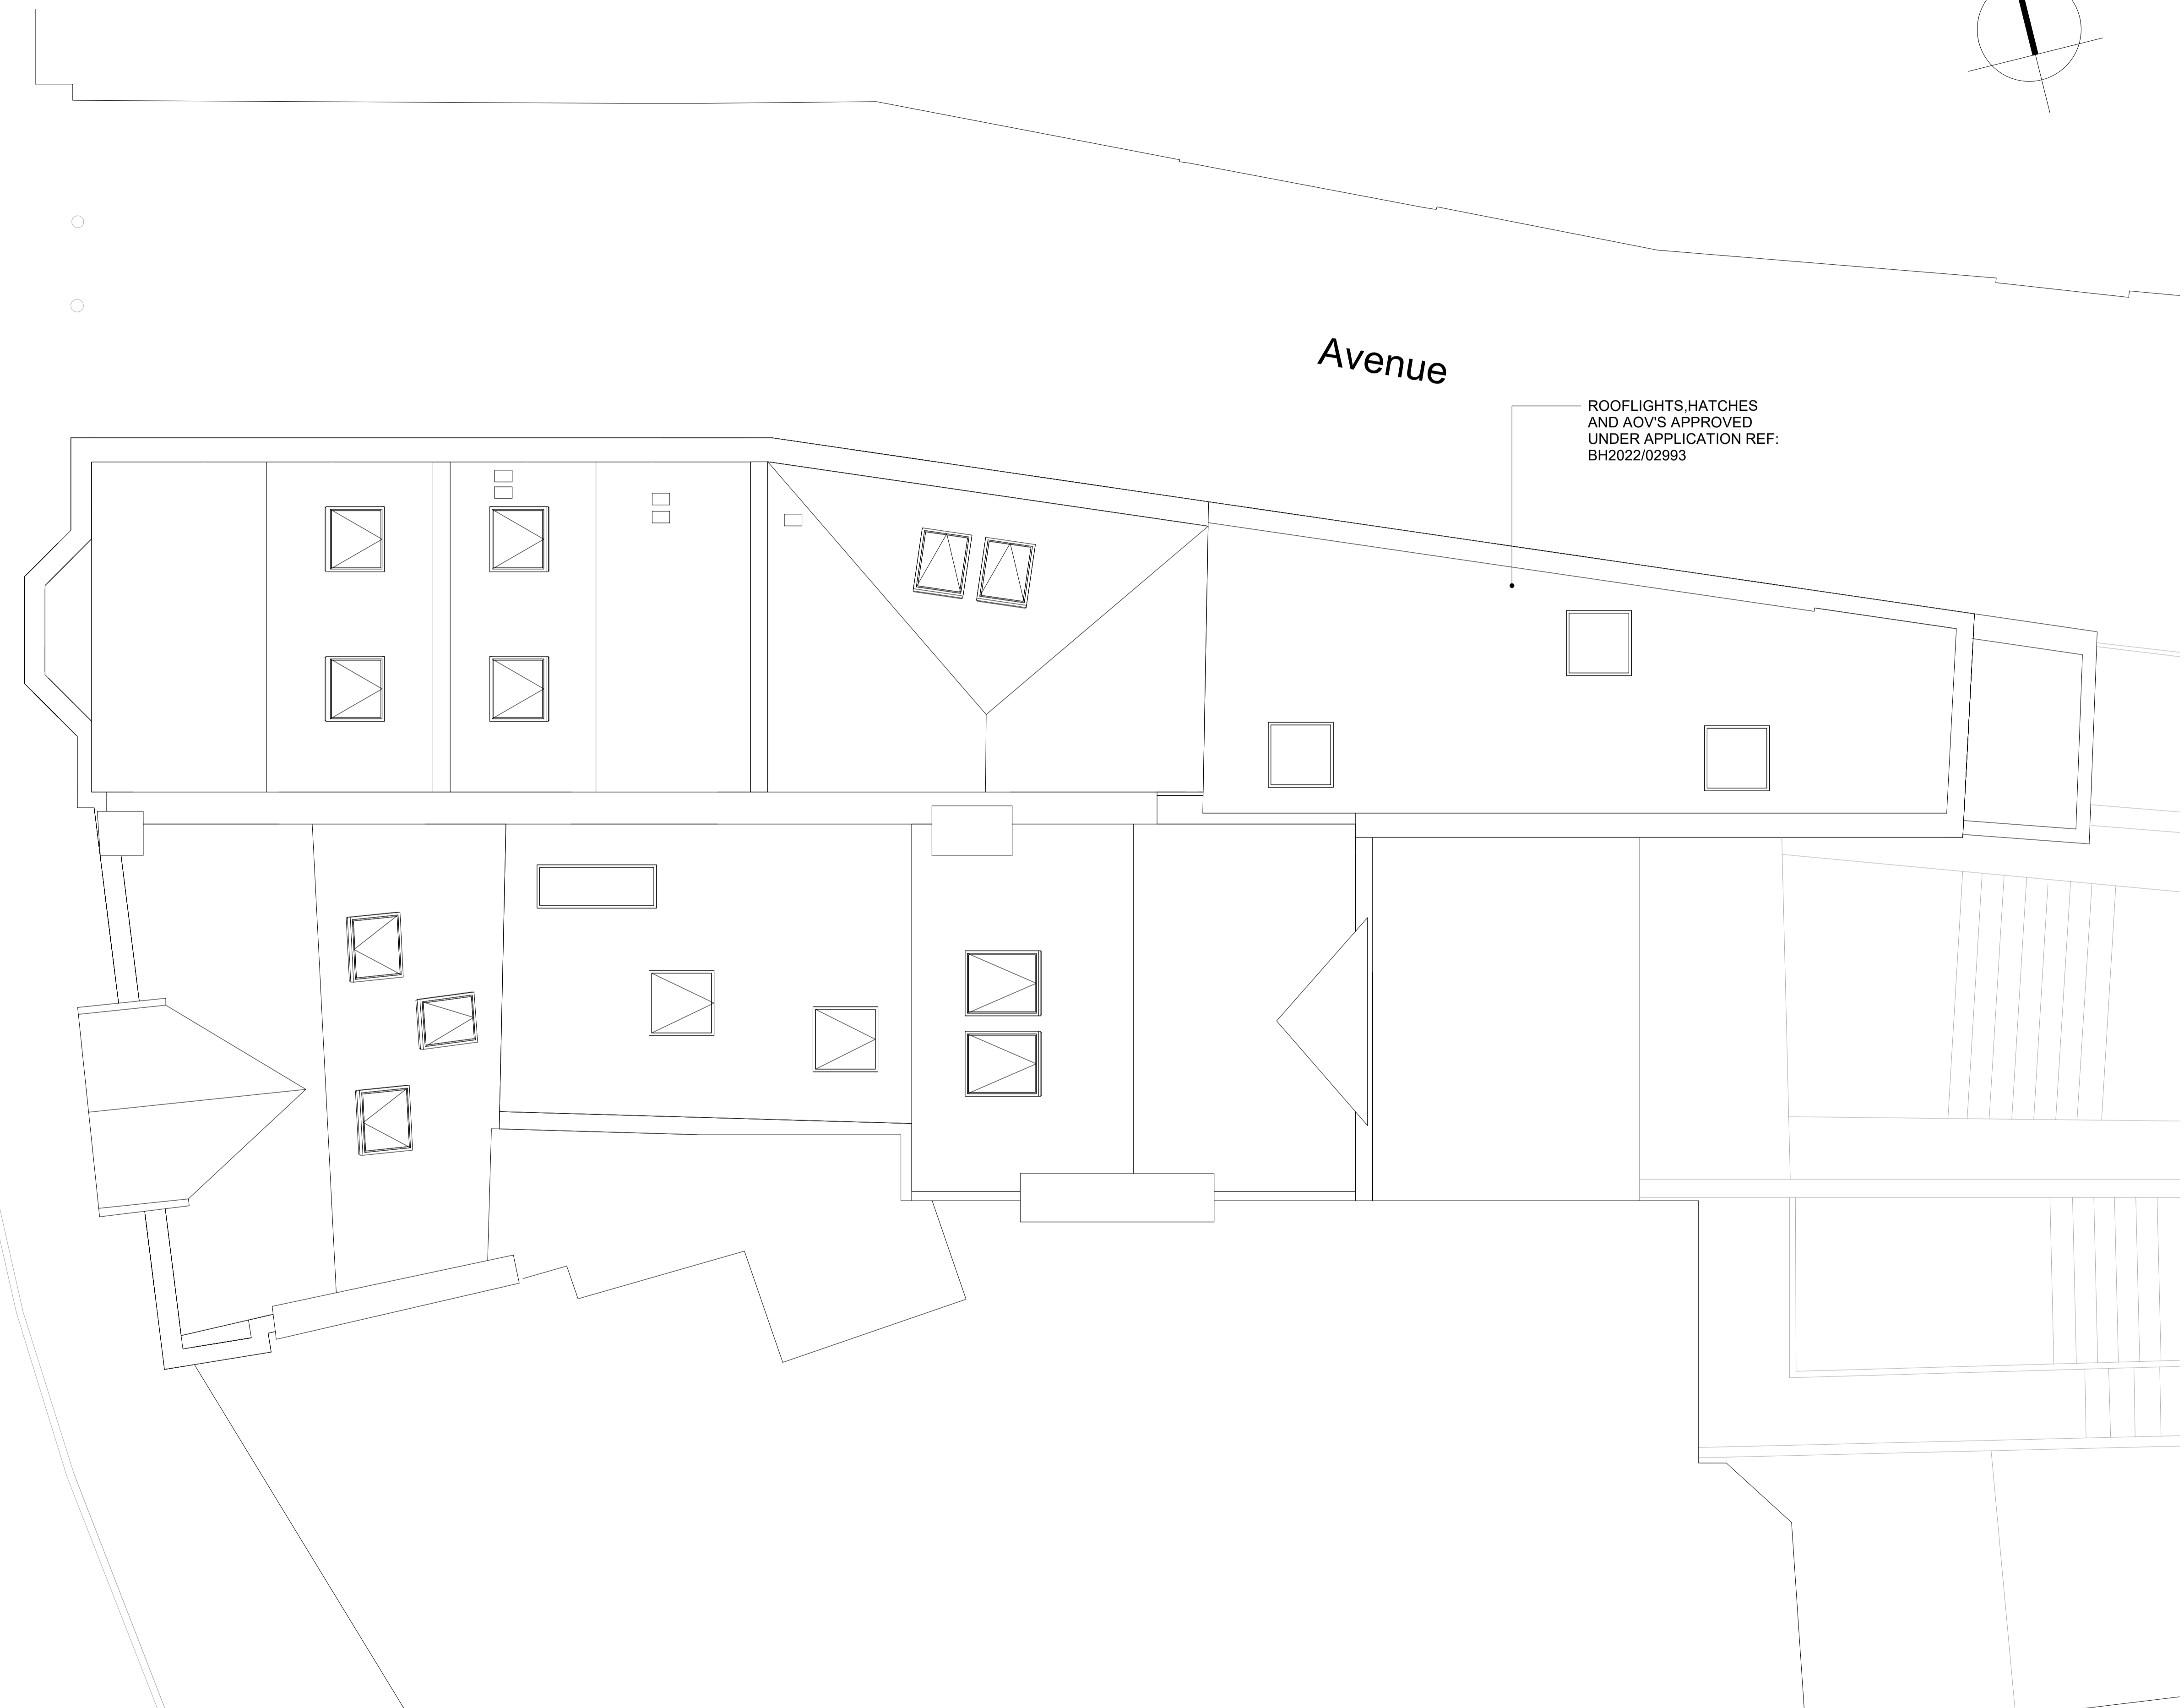 Avenue
ROOFLIGHTS,HATCHES
AND AOV'S APPROVED
UNDER APPLICATION REF:
BH2022/02993